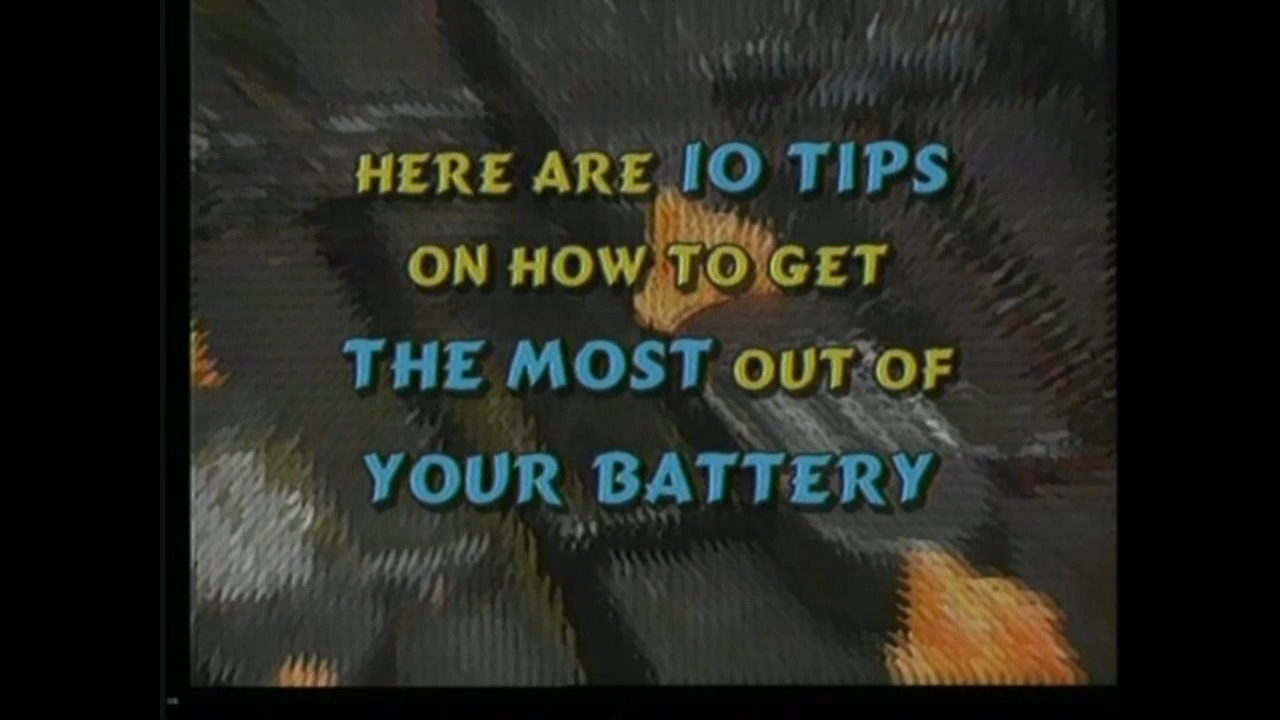 HERE ARE 10 TIPS
ON HOW TO GET
THE MOST OUT OF
YOUR BATTERY